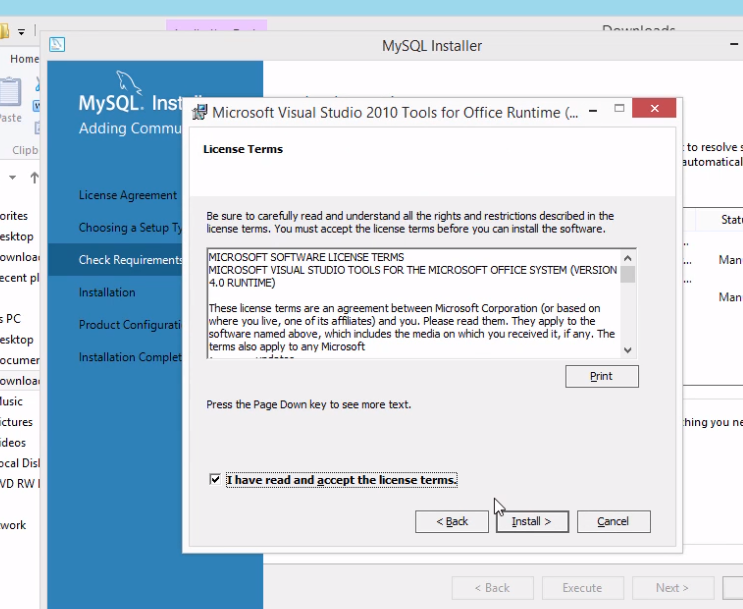 Downloads
MySQL Installer
Home
MySQL. Inst
Adding Commu
Microsoft Visual Studio 2010 Tools for Office Runtime (...
License Terms
Paste
Clipb
to resolve s
automatical
License Agreement
Choosing a Setup Ty
Check Requirements
Installation
Product Configurati
Installation Complet
Be sure to carefully read and understand all the rights and restrictions described in the
license terms. You must accept the license terms before you can install the software.
MICROSOFT SOFTWARE LICENSE TERMS
MICROSOFT VISUAL STUDIO TOOLS FOR THE MICROSOFT OFFICE SYSTEM (VERSION
4.0 RUNTIME)
These license terms are an agreement between Microsoft Corporation (or based on
where you live, one of its affiliates) and you. Please read them. They apply to the
software named above, which includes the media on which you received it, if any. The
terms also apply to any Microsoft
Print
Press the Page Down key to see more text.
I have read and accept the license terms.
< Back
Install >
Cancel
Statu
Manu
Manu
thing you ne
orites
esktop
ownloa
ecent pl
s PC
esktop
ocumer
ownloa
Music
ictures
ideos
ocal Disl
VD RW I
work
< Back
Execute
Next >